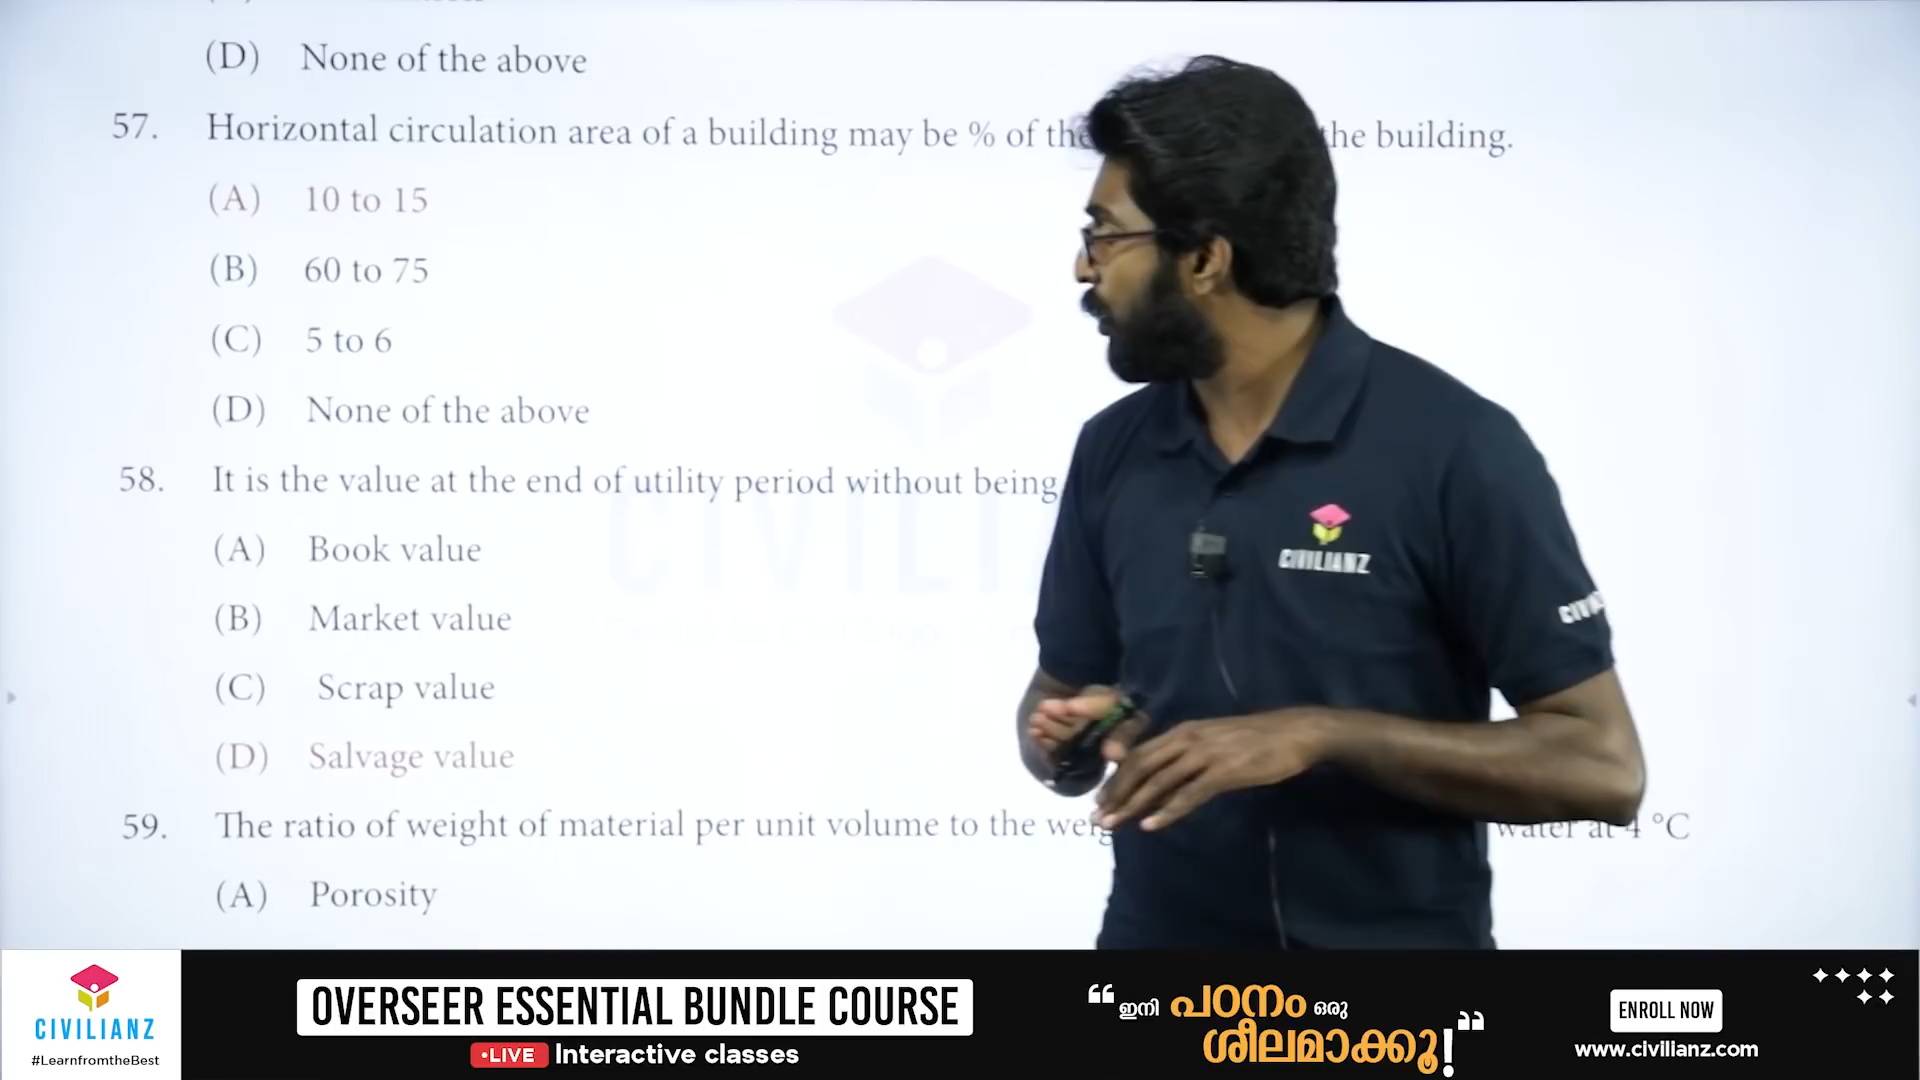 (D) None of the above
57. Horizontal circulation area of a building may be % of the the building.
(A) 10 to 15
(B) 60 to 75
(C) 5 to 6
(D) None of the above
58. It is the value at the end of utility period without being
(A) Book value
(B) Market value
(C) Scrap value
(D) Salvage value
59. The ratio of weight of material per unit volume to the water at 4 °C
(A) Porosity
CIVILIANZ
CIVILIANZ
#LearnfromtheBest
OVERSEER ESSENTIAL BUNDLE COURSE
•LIVE Interactive classes
“ഇനി പഠനം ഒരു
ശീലമാക്കൂ!”
ENROLL NOW
www.civilianz.com